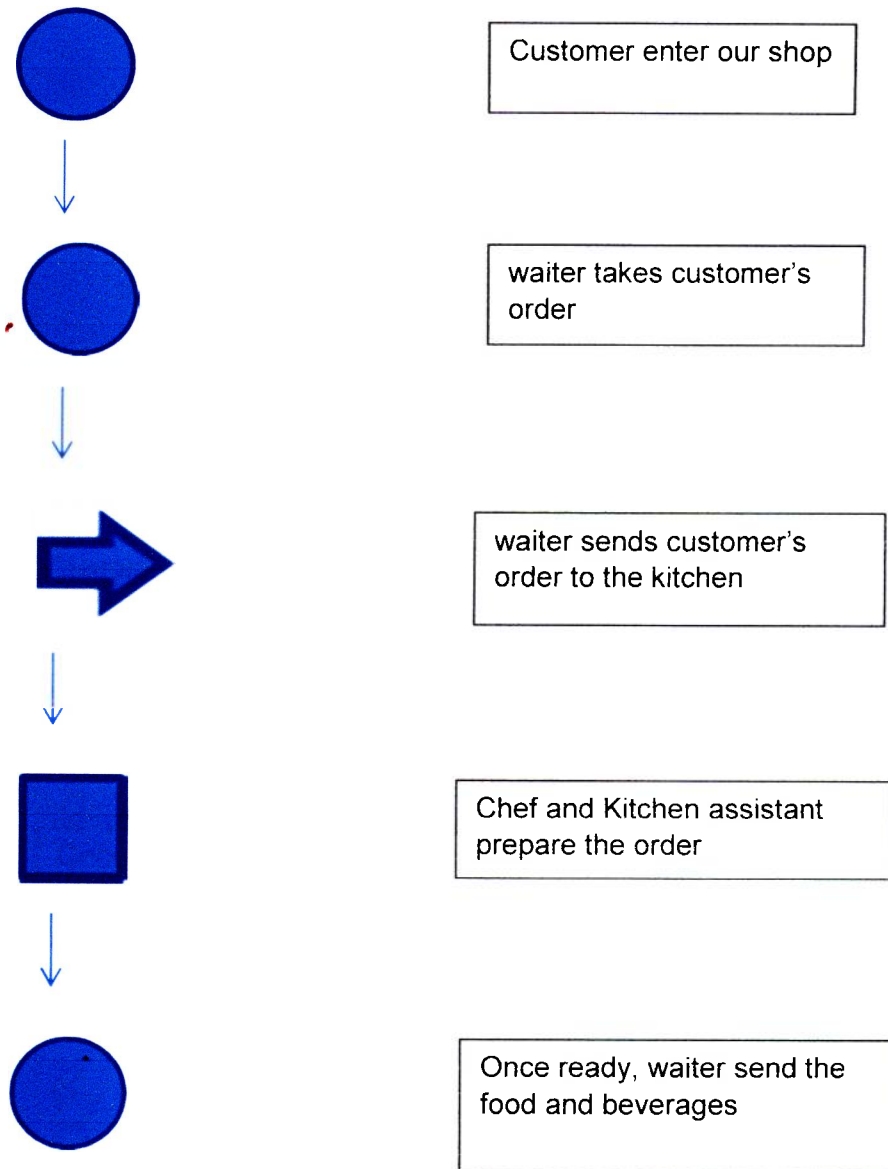 Customer enter our shop
waiter takes customer's
order
waiter sends customer's
order to the kitchen
Chef and Kitchen assistant
prepare the order
Once ready, waiter send the
food and beverages